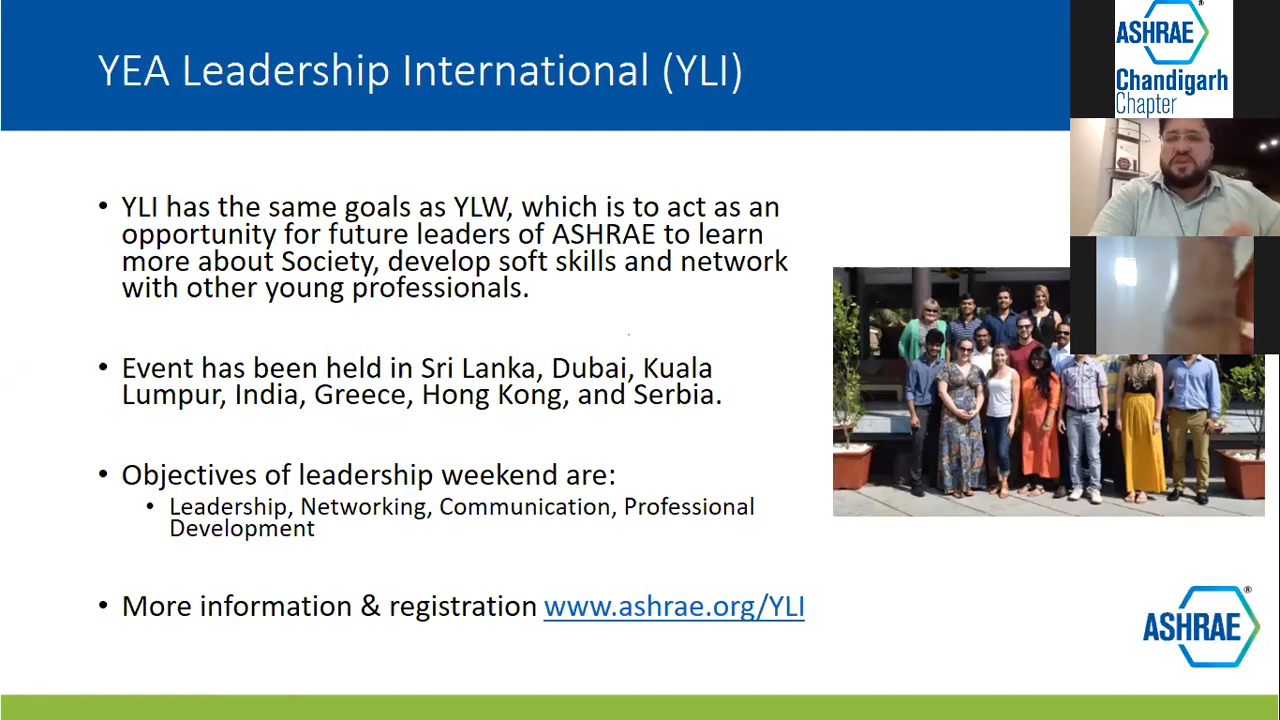 YEA Leadership International (YLI)
ASHRAE
Chandigarh
Chapter
• YLI has the same goals as YLW, which is to act as an
opportunity for future leaders of ASHRAE to learn
more about Society, develop soft skills and network
with other young professionals.
• Event has been held in Sri Lanka, Dubai, Kuala
Lumpur, India, Greece, Hong Kong, and Serbia.
• Objectives of leadership weekend are:
• Leadership, Networking, Communication, Professional
Development
• More information & registration www.ashrae.org/YLI
ASHRAE